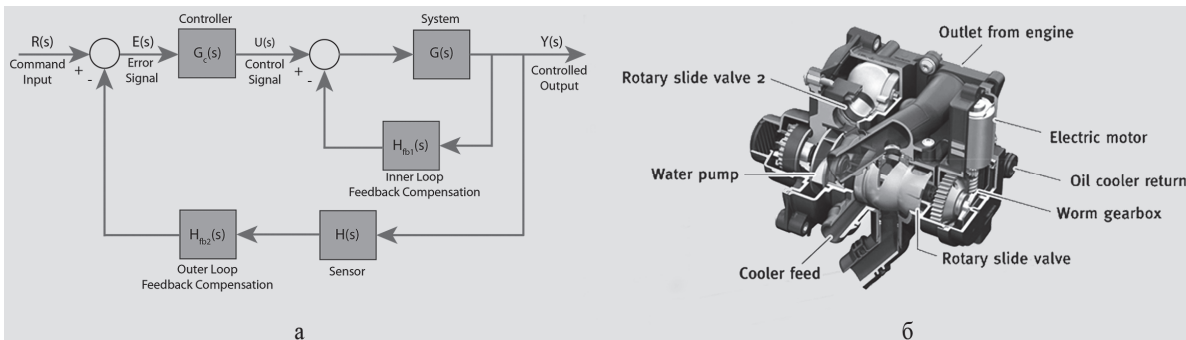 Controller
System
R(s)
E(s)
Gc(s)
U(s)
G(s)
Y(s)
Command
Input
+
-
Error
Signal
Control
Signal
+
-
Controlled
Output
Hfb1(s)
Inner Loop
Feedback Compensation
Hfb2(s)
H(s)
Outer Loop
Feedback Compensation
Sensor
а
Outlet from engine
Rotary slide valve 2
Electric motor
Water pump
Oil cooler return
Worm gearbox
Rotary slide valve
Cooler feed
б